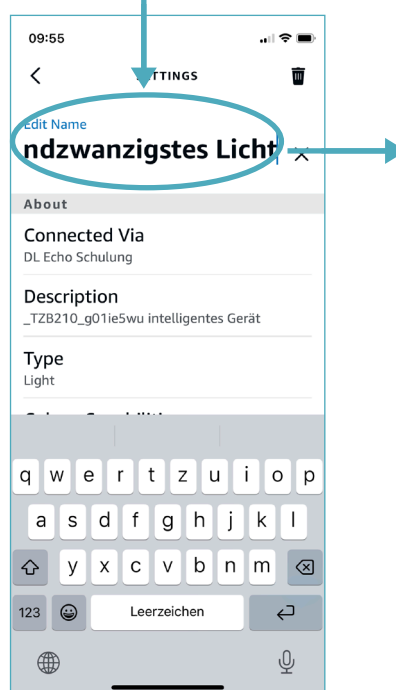 09:55
TTINGS
Edit Name
ndzwanzigstes Licht
About
Connected Via
DL Echo Schulung
Description
_TZB210_g01ie5wu intelligentes Gerät
Type
Light
q w e r t z u i o p
a s d f g h j k l
y x c v b n m
123 Leerzeichen